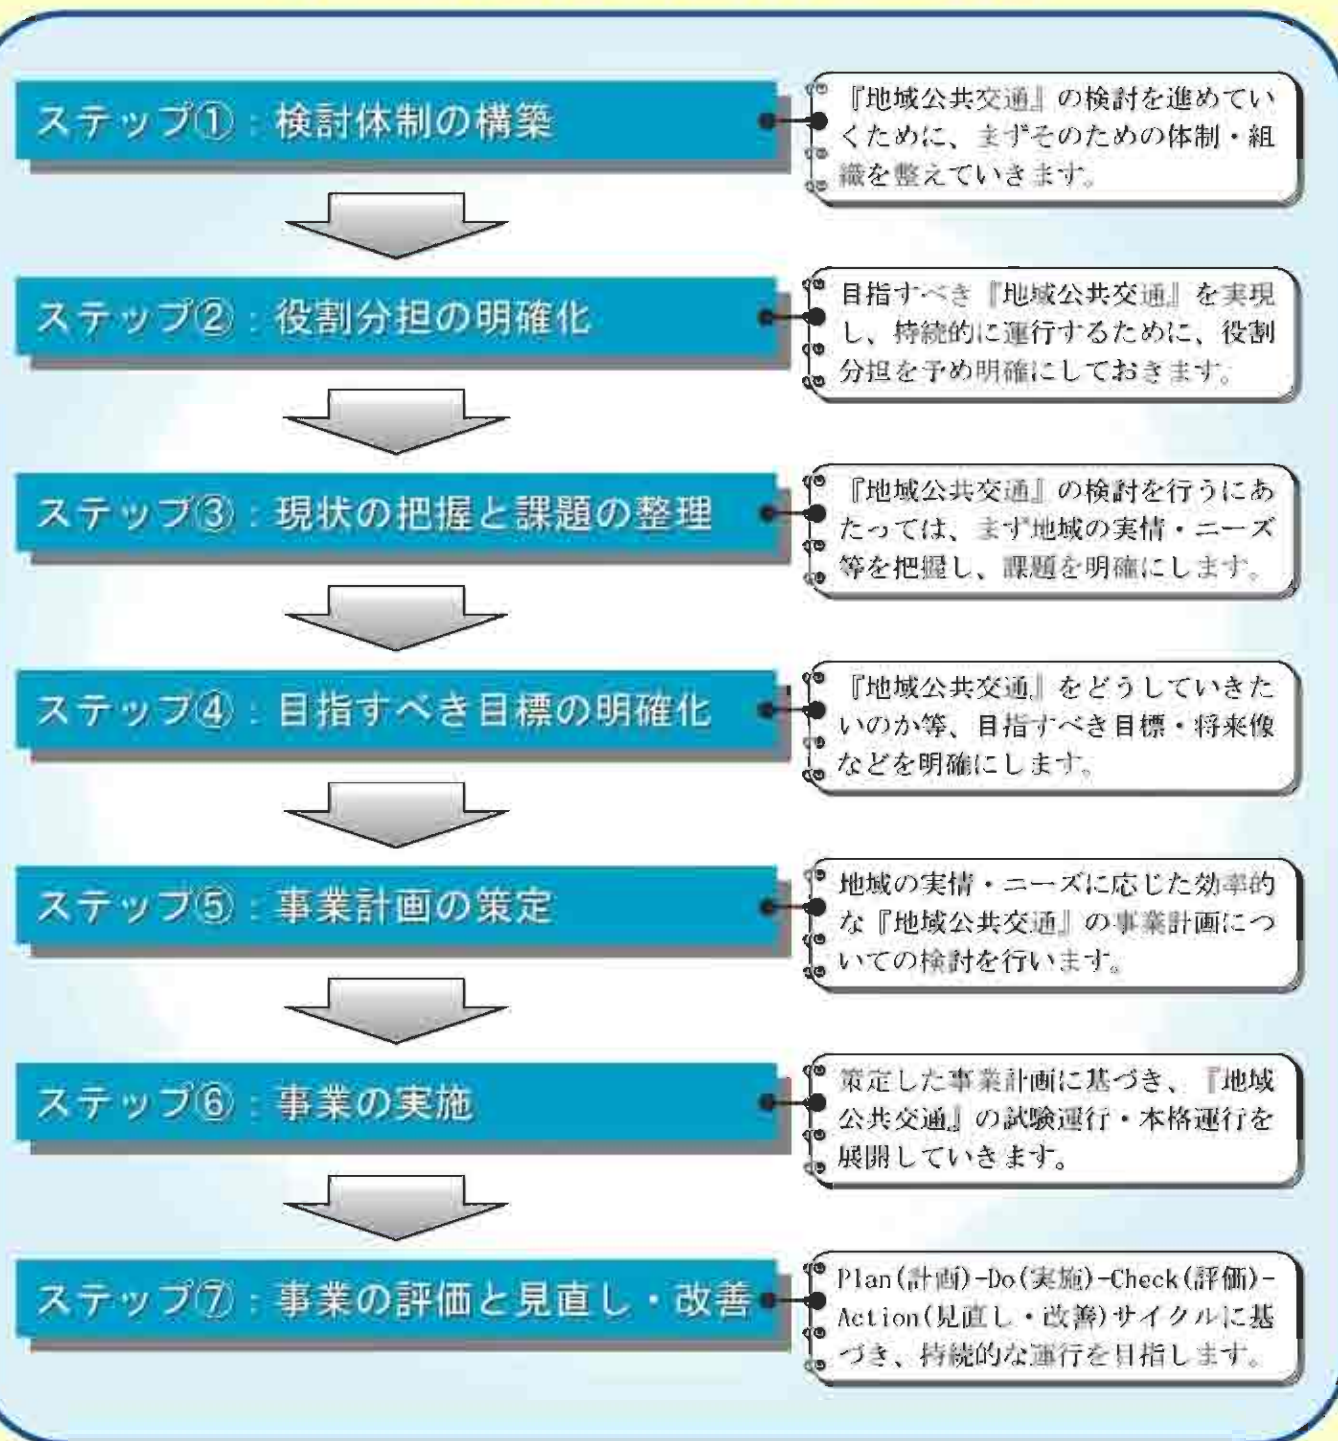 ステップ①：検討体制の構築
『地域公共交通』の検討を進めてい
くために、まずそのための体制・組
織を整えていきます。
ステップ②：役割分担の明確化
目指すべき『地域公共交通』を実現
し、持続的に運行するために、役割
分担を予め明確にしておきます。
ステップ③：現状の把握と課題の整理
『地域公共交通』の検討を行うにあ
たっては、まず地域の実情・ニーズ
等を把握し、課題を明確にします。
ステップ④：目指すべき目標の明確化
『地域公共交通』をどうしていきた
いのか等、目指すべき目標・将来像
などを明確にします。
ステップ⑤：事業計画の策定
地域の実情・ニーズに応じた効率的
な『地域公共交通』の事業計画につ
いての検討を行います。
ステップ⑥：事業の実施
策定した事業計画に基づき、『地域
公共交通』の試験運行・本格運行を
展開していきます。
ステップ⑦：事業の評価と見直し・改善
Plan(計画)-Do(実施)-Check(評価)-
Action(見直し・改善)サイクルに基
づき、持続的な運行を目指します。